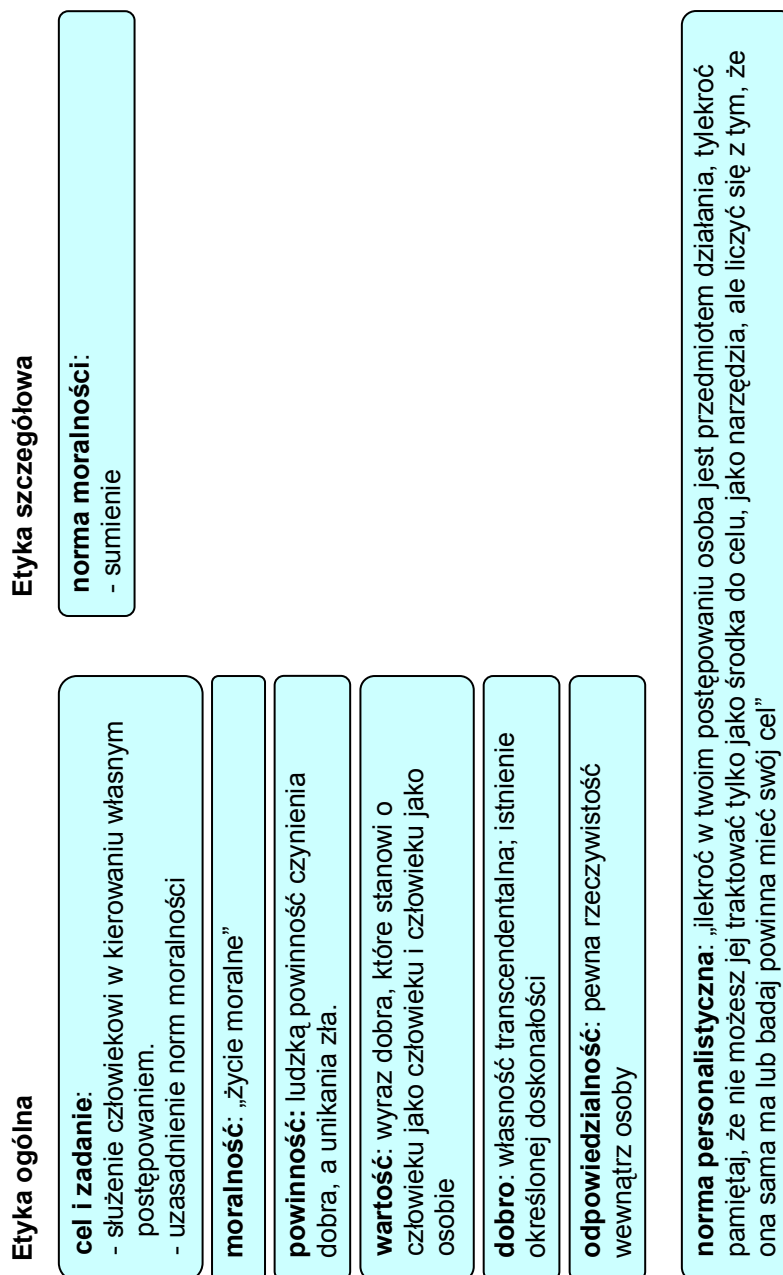 Etyka ogólna
cel i zadanie:
- służenie człowiekowi w kierowaniu własnym
postępowaniem.
- uzasadnienie norm moralności
moralność: „życie moralne”
powinność: ludzką powinność czynienia
dobra, a unikania zła.
wartość: wyraz dobra, które stanowi o
człowieku jako człowieku i człowieku jako
osobie
dobro: własność transcendentalna; istnienie
określonej doskonałości
odpowiedzialność: pewna rzeczywistość
wewnątrz osoby
Etyka szczegółowa
norma moralności:
- sumienie
norma personalistyczna: „ilekroć w twoim postępowaniu osoba jest przedmiotem działania, tylekroć
pamiętaj, że nie możesz jej traktować tylko jako środka do celu, jako narzędzia, ale liczyć się z tym, że
ona sama ma lub badaj powinna mieć swój cel”